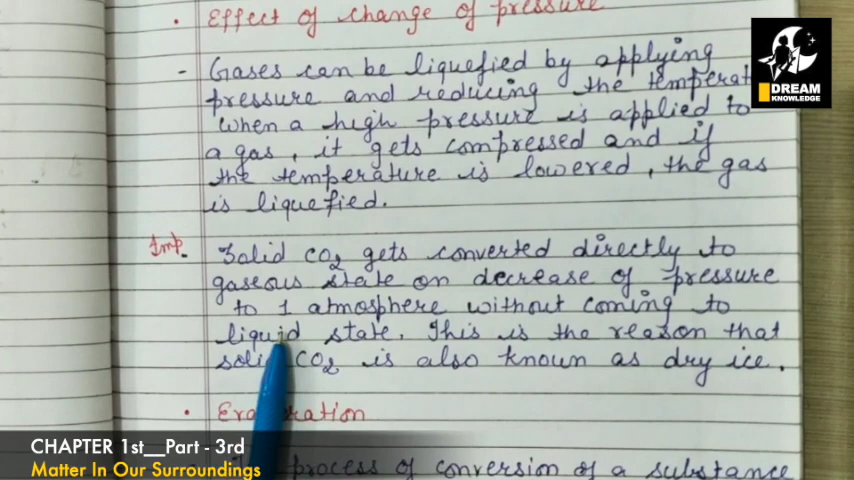 • Effect of change of pressure
- Gases can be liquefied by applying
pressure and reducing the temperat
when a high pressure is applied to
a gas, it gets compressed and if
the temperature is lowered, the gas
is liquefied.
Imp. Solid CO2 gets converted directly to
gaseous state on decrease of pressure
to 1 atmosphere without coming to
liquid state. This is the reason that
solid CO2 is also known as dry ice.
• Evaporation
process of conversion of a substance
DREAM
KNOWLEDGE
CHAPTER 1st__Part - 3rd
Matter In Our Surroundings